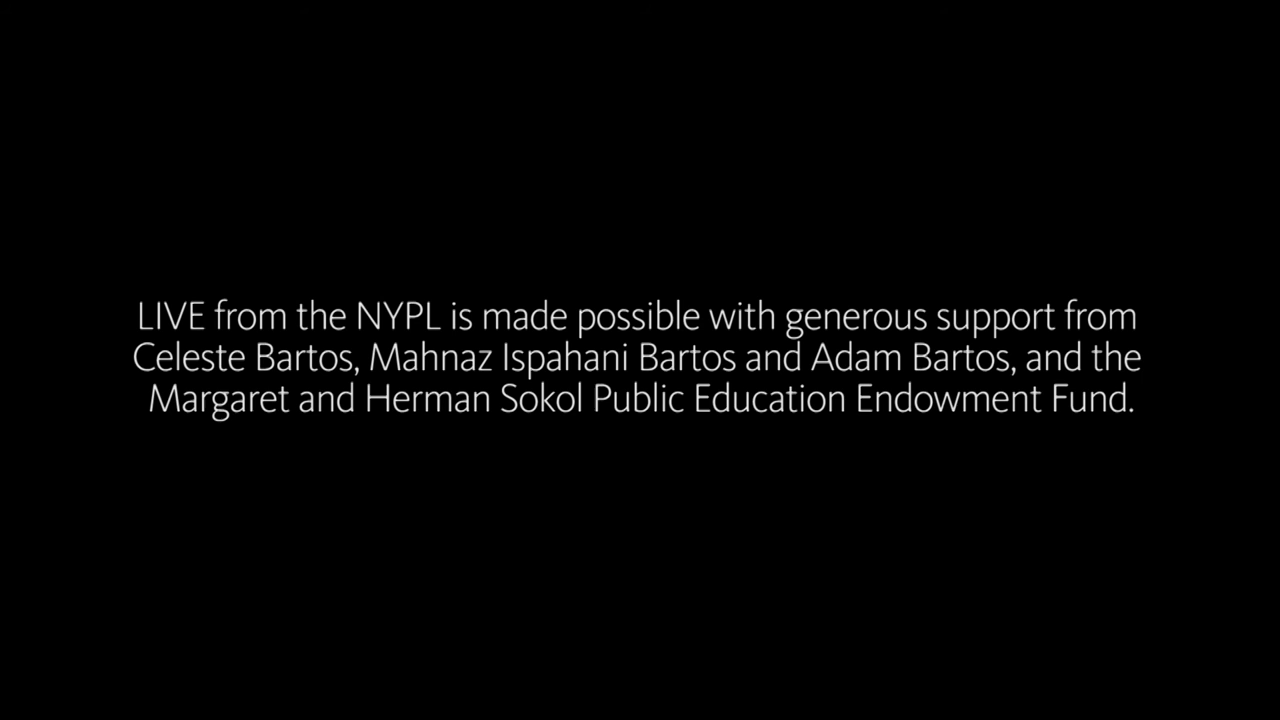 LIVE from the NYPL is made possible with generous support from
Celeste Bartos, Mahnaz Ispahani Bartos and Adam Bartos, and the
Margaret and Herman Sokol Public Education Endowment Fund.